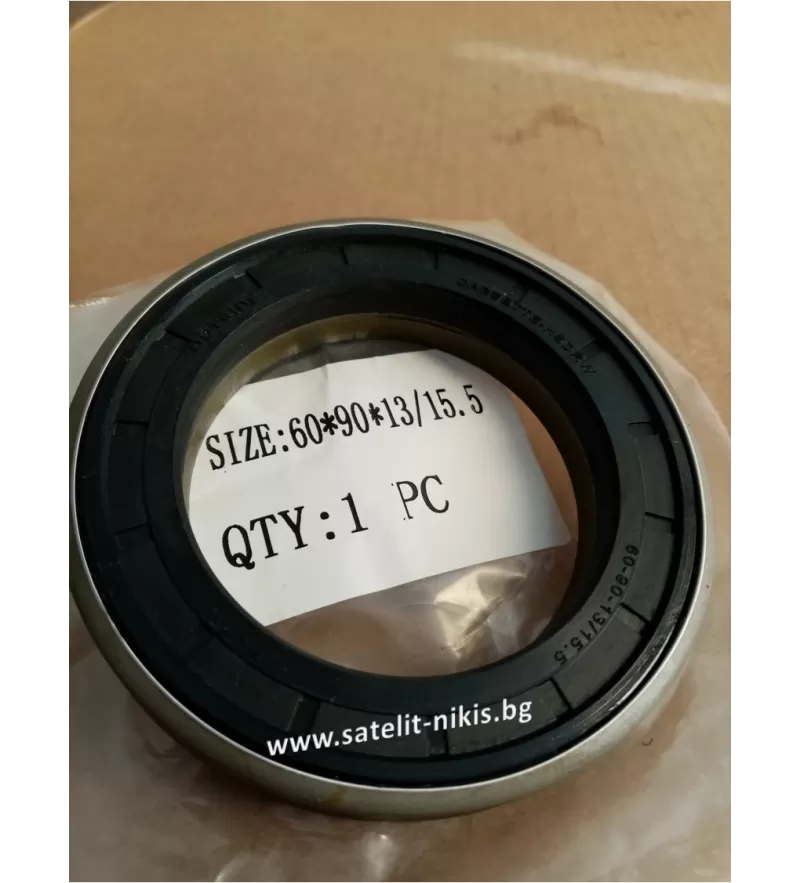 SIZE:60*90*13/15.5
QTY:1 PC
60-90-13/15.5
www.satelit-nikis.bg